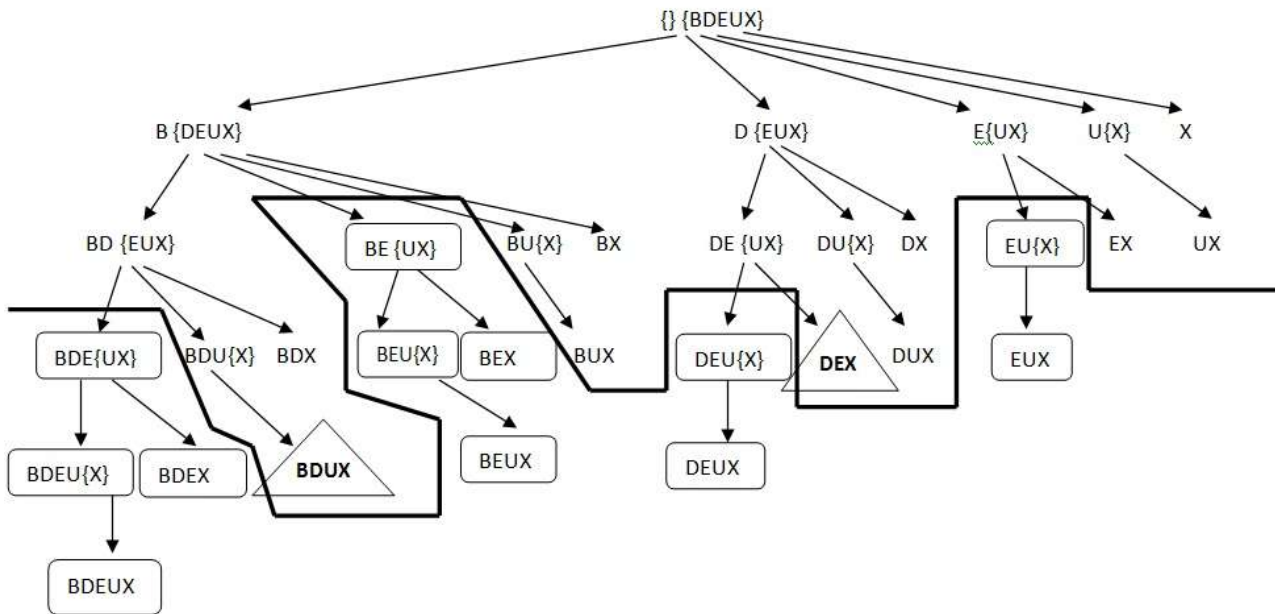 {} {BDEUX}
B {DEUX} D {EUX} E{UX} U{X} X
BD {EUX} BE {UX} BU{X} BX DE {UX} DU{X} DX EU{X} EX UX
BDE{UX} BDU{X} BDX BEU{X} BEX BUX DEU{X} DEX DUX EUX
BDEU{X} BDEX BDUX BEUX DEUX
BDEUX